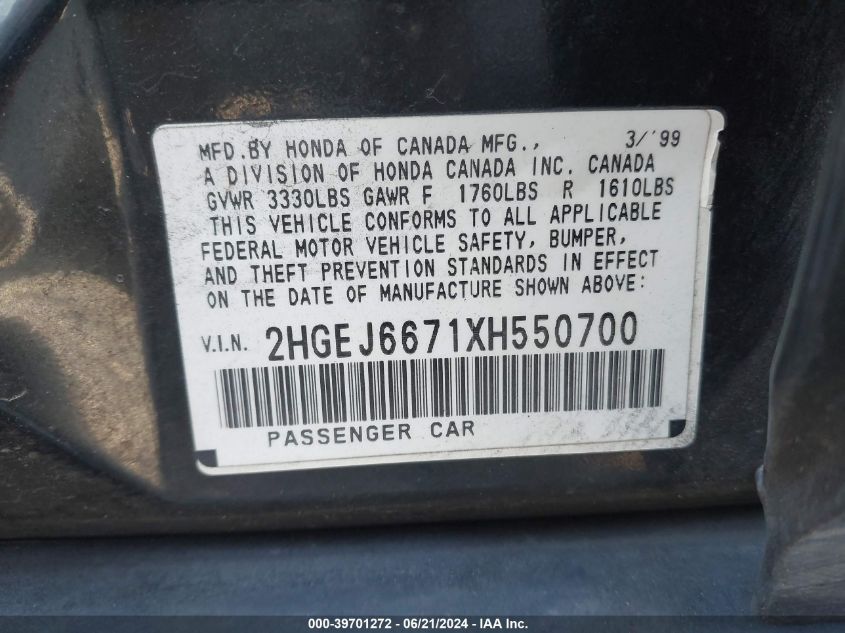 MFD.BY HONDA OF CANADA MFG., 3/'99
A DIVISION OF HONDA CANADA INC. CANADA
GVWR 3330LBS GAWR F 1760LBS R 1610LBS
THIS VEHICLE CONFORMS TO ALL APPLICABLE
FEDERAL MOTOR VEHICLE SAFETY, BUMPER,
AND THEFT PREVENTION STANDARDS IN EFFECT
ON THE DATE OF MANUFACTURE SHOWN ABOVE:
V.I.N. 2HGEJ6671XH550700
PASSENGER CAR
000-39701272 - 06/21/2024 - IAA Inc.